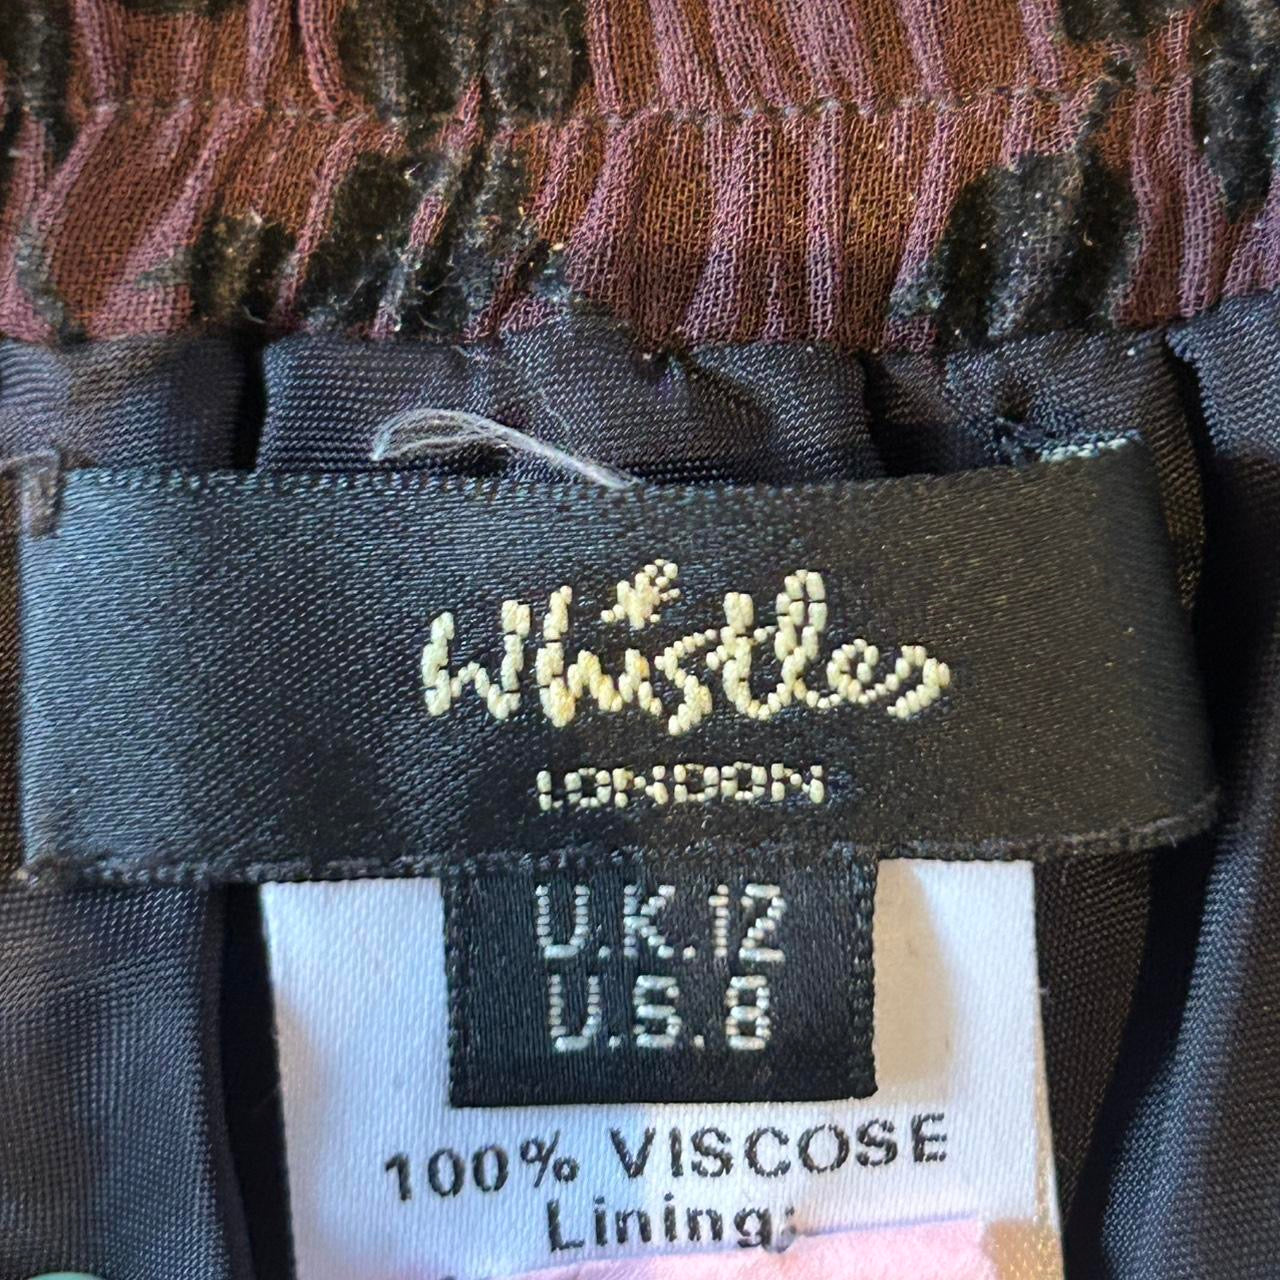 Whistles
LONDON
U.K.12
U.S.8
100% VISCOSE
Lining: